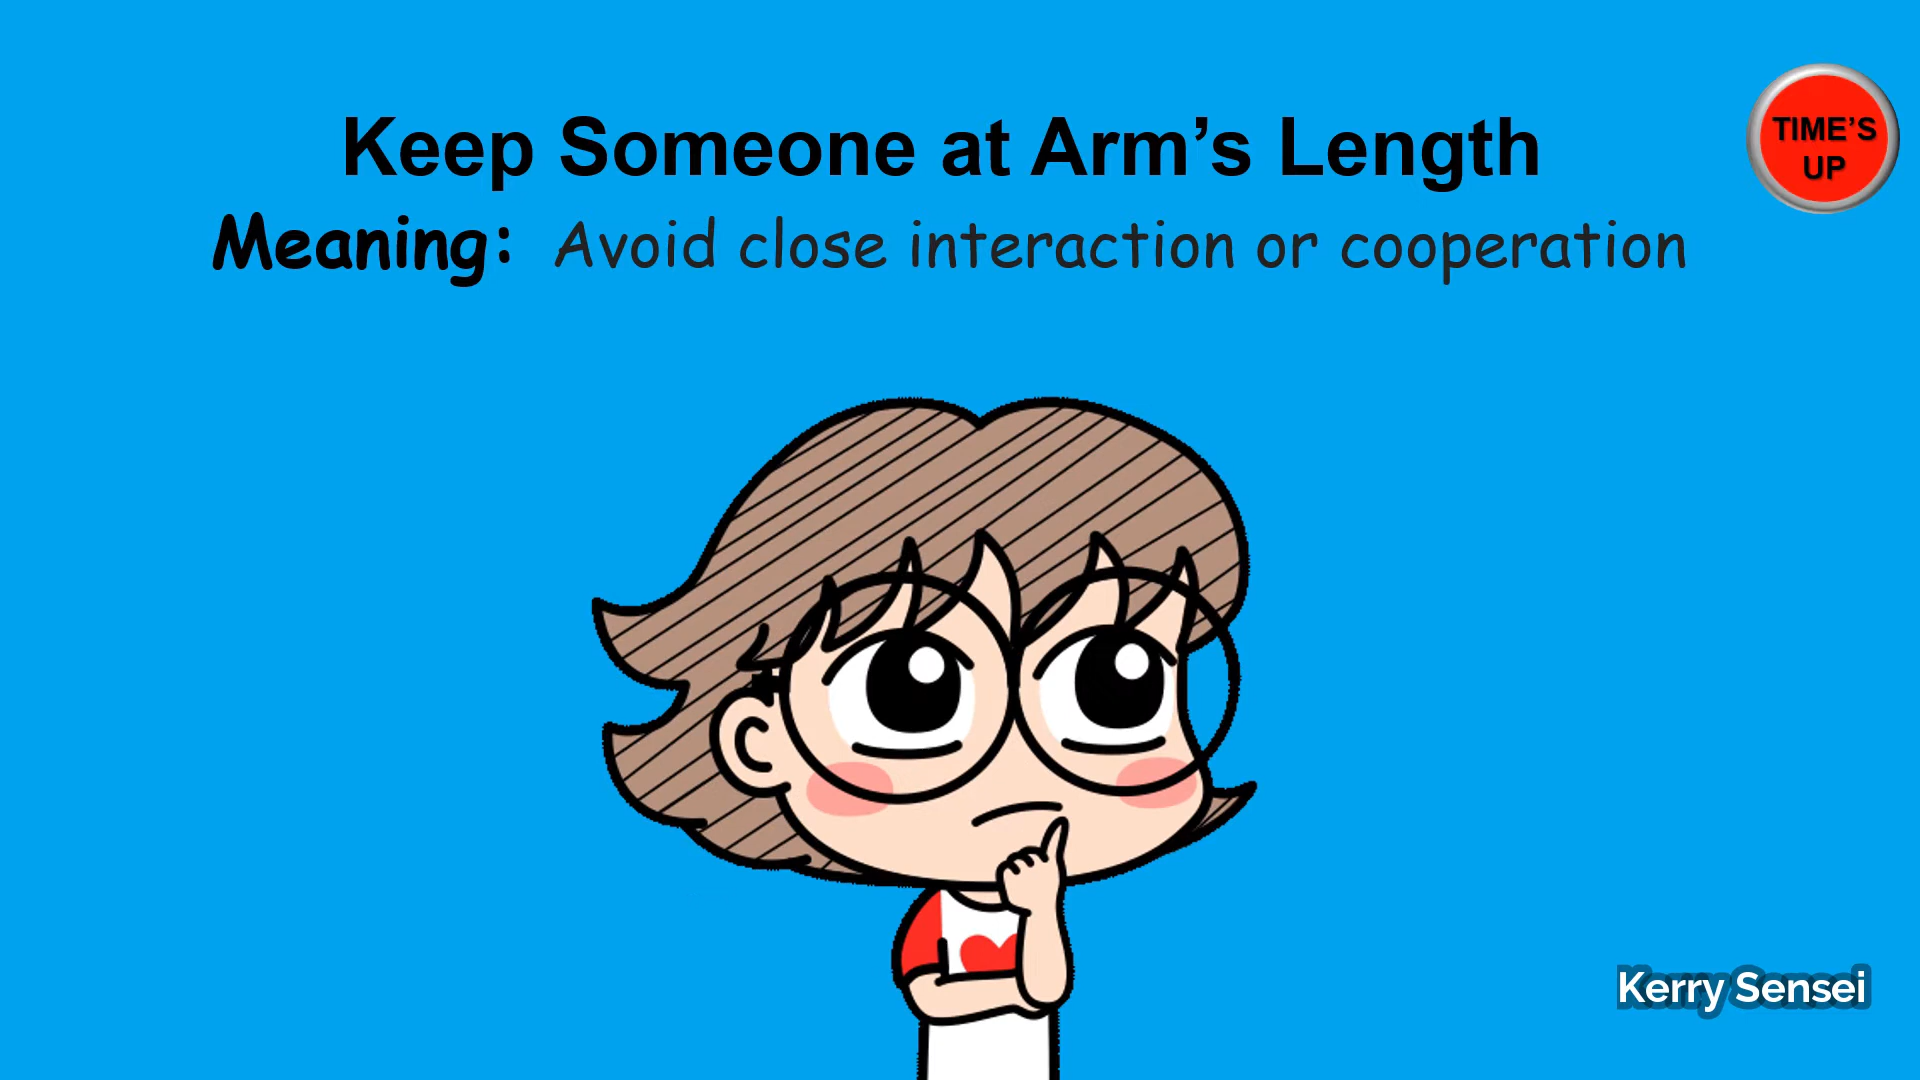 Keep Someone at Arm’s Length
Meaning: Avoid close interaction or cooperation
TIME’S
UP
Kerry Sensei